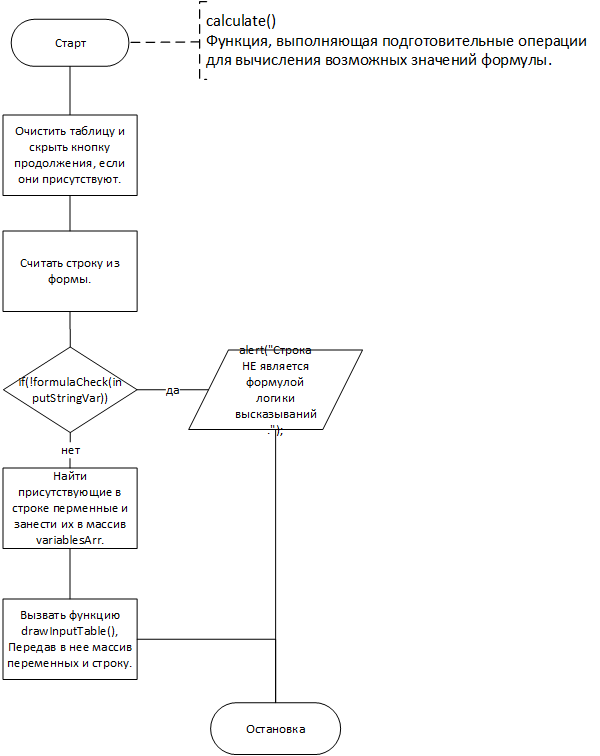 Старт
calculate()
Функция, выполняющая подготовительные операции
для вычисления возможных значений формулы.
Очистить таблицу и
скрыть кнопку
продолжения, если
они присутствуют.
Считать строку из
формы.
if(!formulaCheck(in
putStringVar))
да
alert("Строка
НЕ является
формулой
логики
высказываний
.");
нет
Найти
присутствующие в
строке перменные и
занести их в массив
variablesArr.
Вызвать функцию
drawInputTable(),
Передав в нее массив
переменных и строку.
Остановка